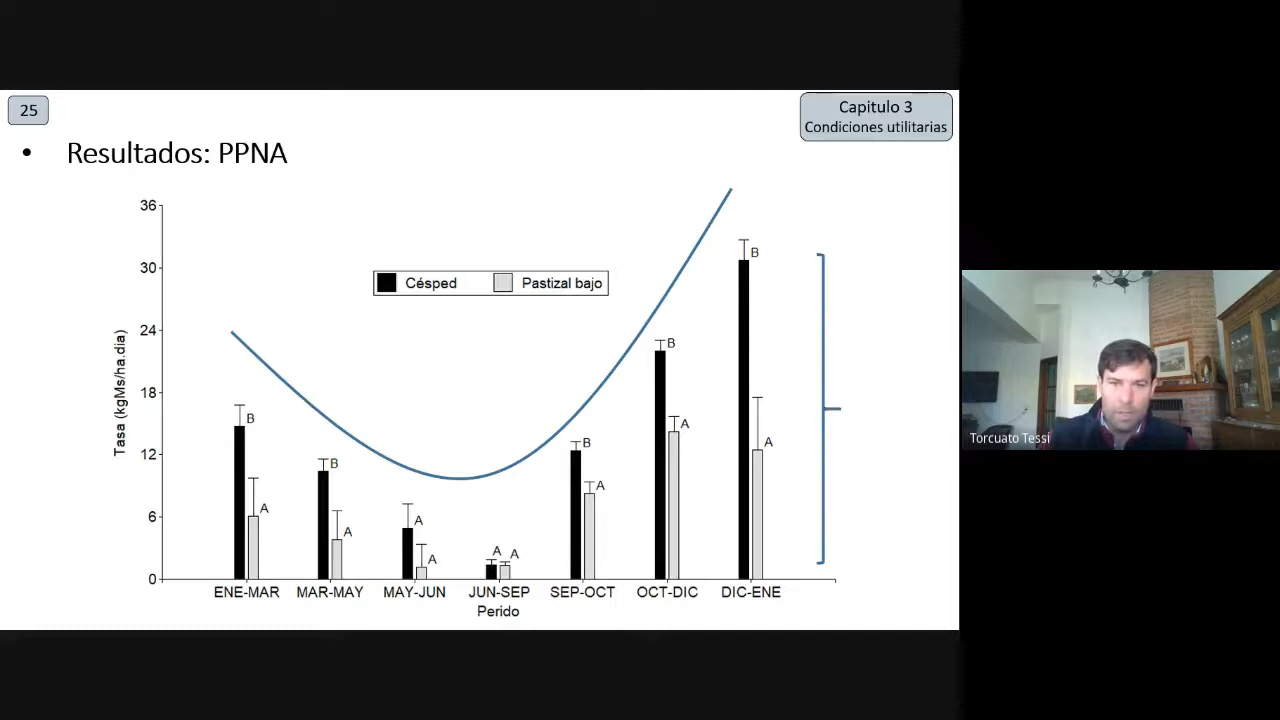 25
Capitulo 3
Condiciones utilitarias
• Resultados: PPNA
36
30
24
18
12
6
0
Tasa (kgMs/ha.dia)
Césped
Pastizal bajo
B
A
B
A
A
A
A
A
B
A
B
A
B
A
ENE-MAR
MAR-MAY
MAY-JUN
JUN-SEP
SEP-OCT
OCT-DIC
DIC-ENE
Perido
Torcuato Tessi